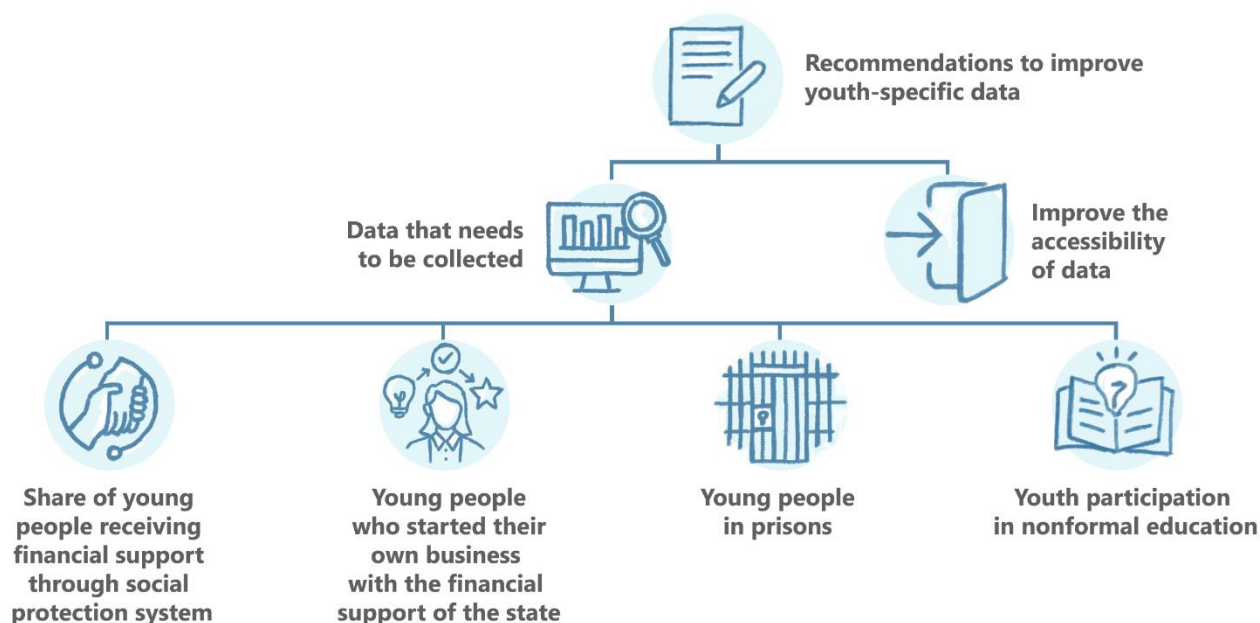 Recommendations to improve
youth-specific data
Data that needs
to be collected
Improve the
accessibility
of data
Share of young
people receiving
financial support
through social
protection system
Young people
who started their
own business
with the financial
support of the state
Young people
in prisons
Youth participation
in nonformal education